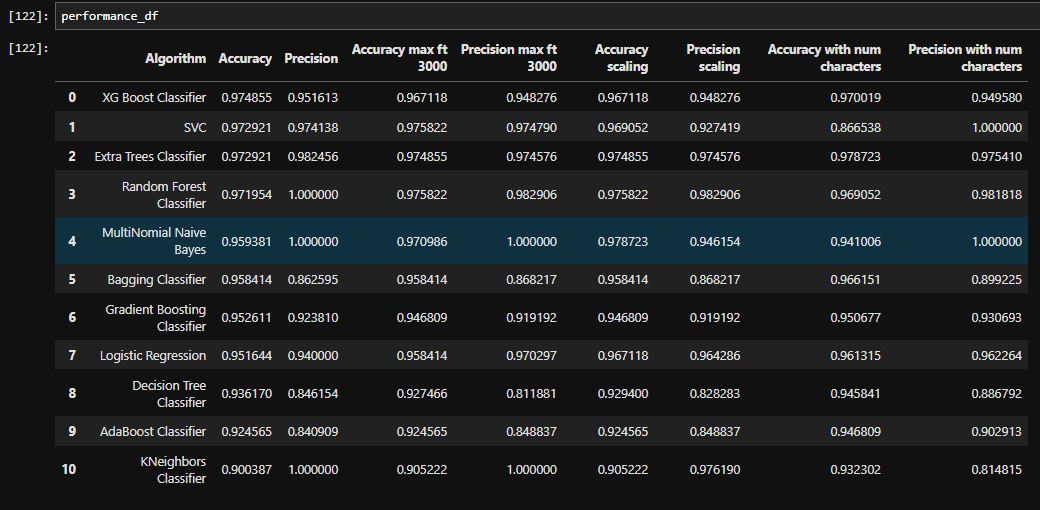 [122]: performance_df
[122]:
Algorithm Accuracy Precision Accuracy max ft 3000 Precision max ft 3000 Accuracy scaling Precision scaling Accuracy with num characters Precision with num characters
0 XG Boost Classifier 0.974855 0.951613 0.967118 0.948276 0.967118 0.948276 0.970019 0.949580
1 SVC 0.972921 0.974138 0.975822 0.974790 0.969052 0.927419 0.866538 1.000000
2 Extra Trees Classifier 0.972921 0.982456 0.974855 0.974576 0.974855 0.974576 0.978723 0.975410
3 Random Forest Classifier 0.971954 1.000000 0.975822 0.982906 0.975822 0.982906 0.969052 0.981818
4 MultiNomial Naive Bayes 0.959381 1.000000 0.970986 1.000000 0.978723 0.946154 0.941006 1.000000
5 Bagging Classifier 0.958414 0.862595 0.958414 0.868217 0.958414 0.868217 0.966151 0.899225
6 Gradient Boosting Classifier 0.952611 0.923810 0.946809 0.919192 0.946809 0.919192 0.950677 0.930693
7 Logistic Regression 0.951644 0.940000 0.958414 0.970297 0.967118 0.964286 0.961315 0.962264
8 Decision Tree Classifier 0.936170 0.846154 0.927466 0.811881 0.929400 0.828283 0.945841 0.886792
9 AdaBoost Classifier 0.924565 0.840909 0.924565 0.848837 0.924565 0.848837 0.946809 0.902913
10 KNeighbors Classifier 0.900387 1.000000 0.905222 1.000000 0.905222 0.976190 0.932302 0.814815